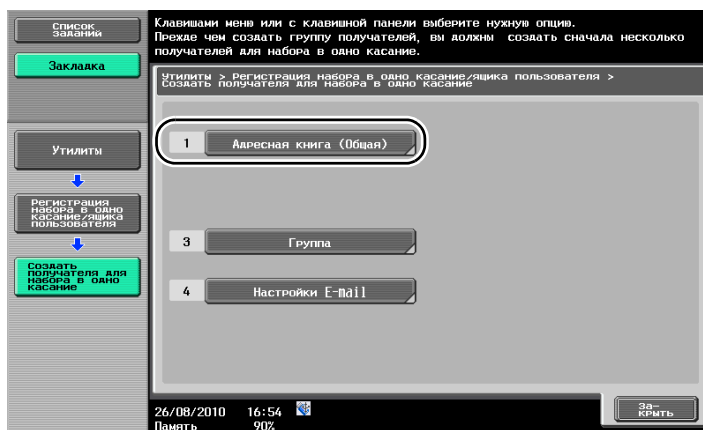 Список
заданий
Закладка
Клавишами меню или с клавишной панели выберите нужную опцию.
Прежде чем создать группу получателей, вы должны создать сначала несколько
получателей для набора в одно касание.
Утилиты > Регистрация набора в одно касание/ящика пользователя >
Создать получателя для набора в одно касание
Утилиты
Регистрация
набора в одно
касание/ящика
пользователя
Создать
получателя для
набора в одно
касание
1 Адресная книга (Общая)
3 Группа
4 Настройки E-mail
26/08/2010 16:54
Память 90%
За-
крыть